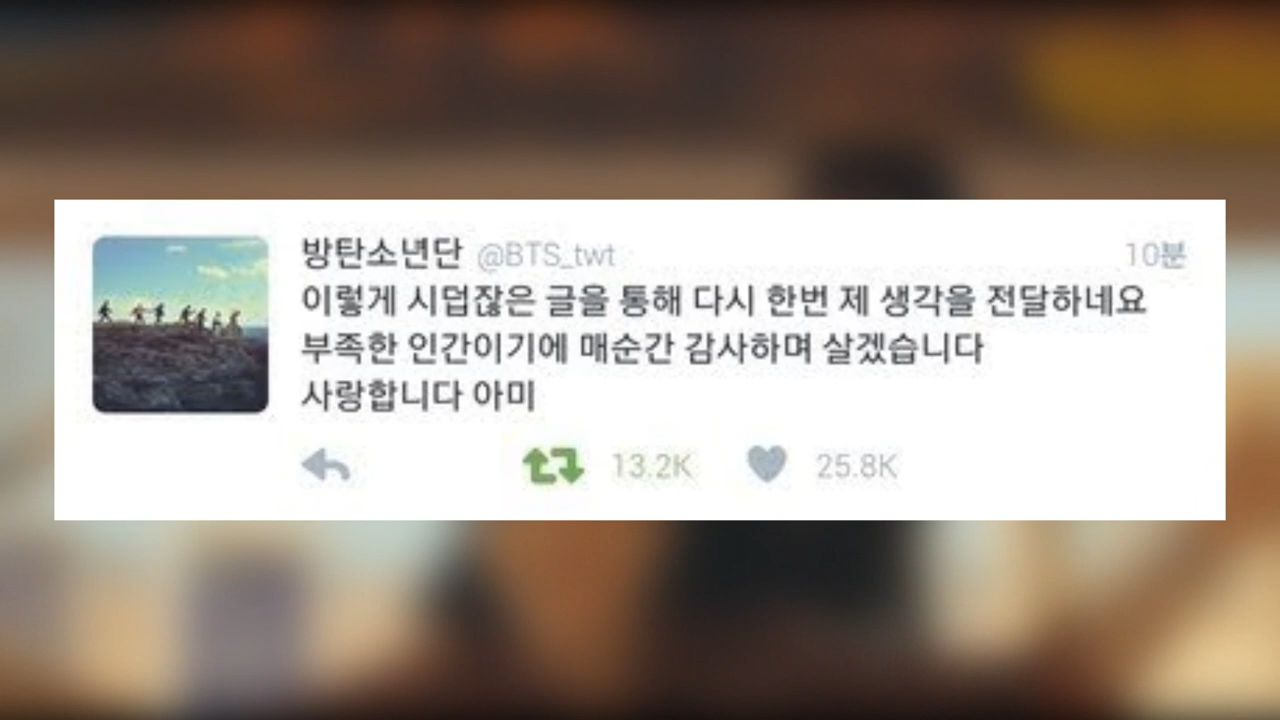 방탄소년단 @BTS_twt 10분
이렇게 시덥잖은 글을 통해 다시 한번 제 생각을 전달하네요
부족한 인간이기에 매순간 감사하며 살겠습니다
사랑합니다 아미
13.2K 25.8K